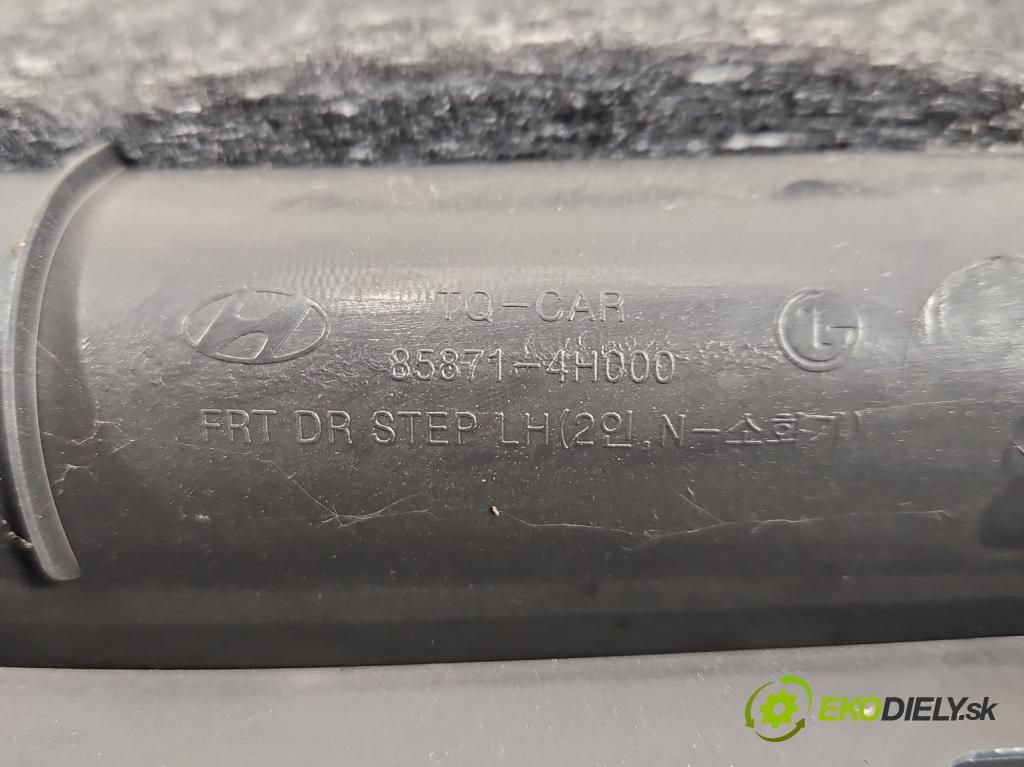 TQ-CAR
85871-4H000
FRT DR STEP LH(2인,N-소화기)
EKODIELY.sk